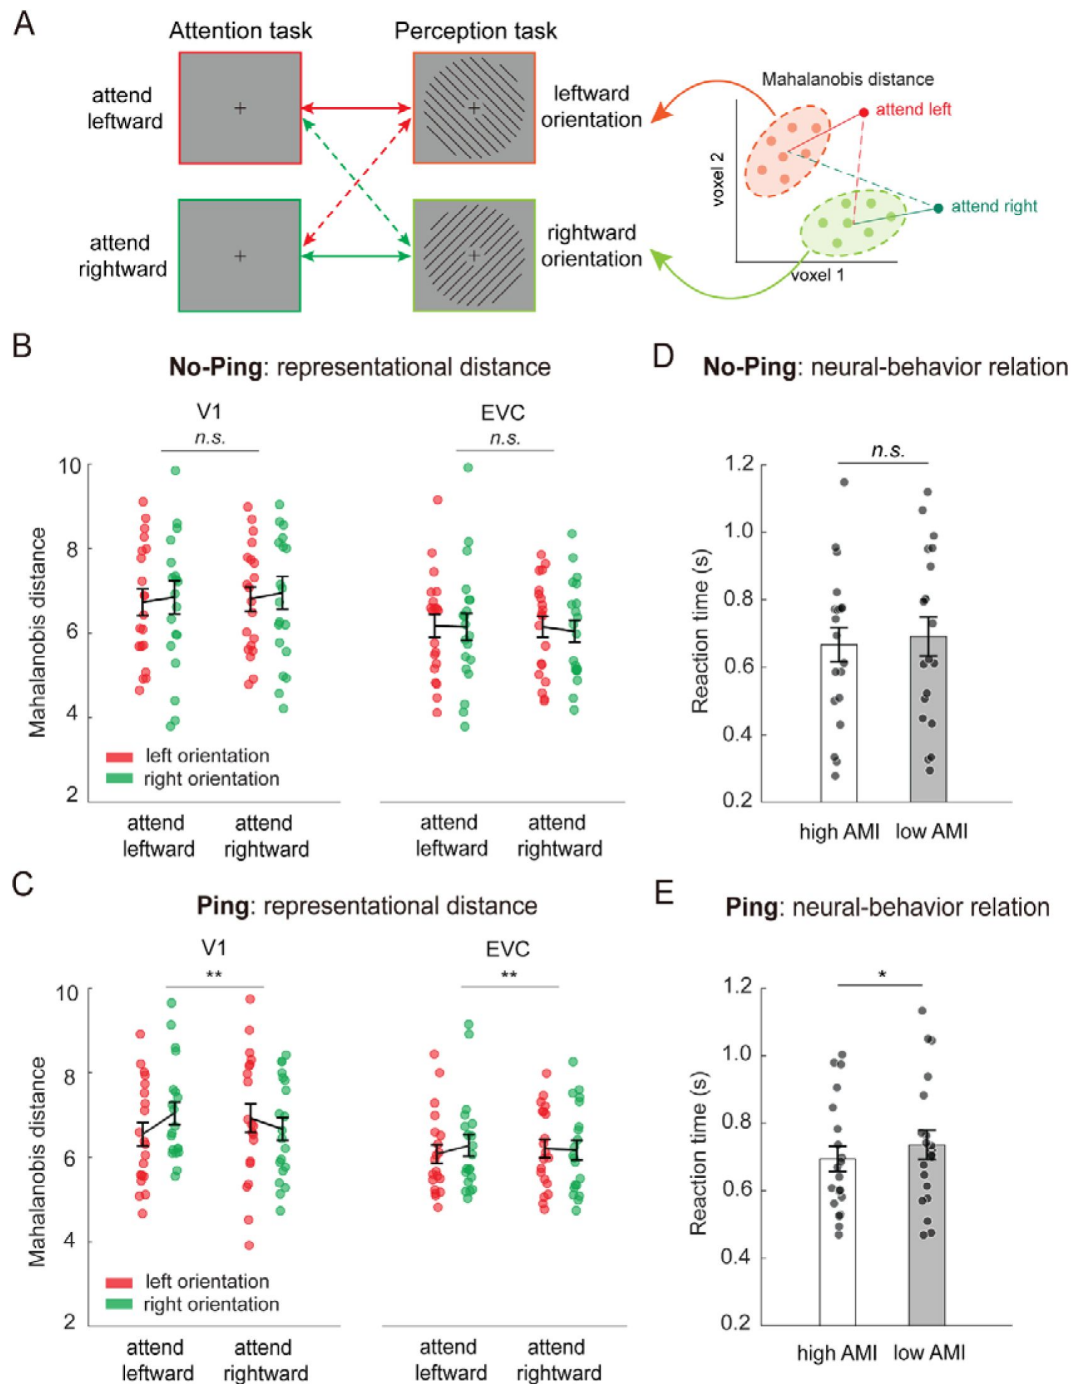 A
Attention task
Perception task
attend
leftward
leftward
orientation
attend
rightward
rightward
orientation
Mahalanobis distance
attend left
attend right
voxel 2
voxel 1
B
No-Ping: representational distance
V1
n.s.
EVC
n.s.
Mahalanobis distance
10
8
6
4
2
left orientation
right orientation
attend
leftward
attend
rightward
attend
leftward
attend
rightward
D
No-Ping: neural-behavior relation
n.s.
Reaction time (s)
1.2
1.0
0.8
0.6
0.4
0.2
high AMI
low AMI
C
Ping: representational distance
V1
**
EVC
**
Mahalanobis distance
10
8
6
4
2
left orientation
right orientation
attend
leftward
attend
rightward
attend
leftward
attend
rightward
E
Ping: neural-behavior relation
*
Reaction time (s)
1.2
1.0
0.8
0.6
0.4
0.2
high AMI
low AMI